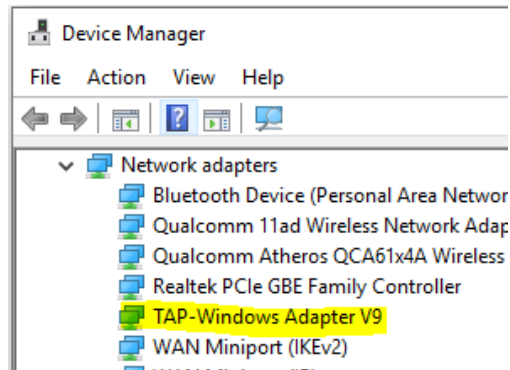 Device Manager
File Action View Help
Network adapters
Bluetooth Device (Personal Area Networ
Qualcomm 11ad Wireless Network Adap
Qualcomm Atheros QCA61x4A Wireless
Realtek PCIe GBE Family Controller
TAP-Windows Adapter V9
WAN Miniport (IKEv2)